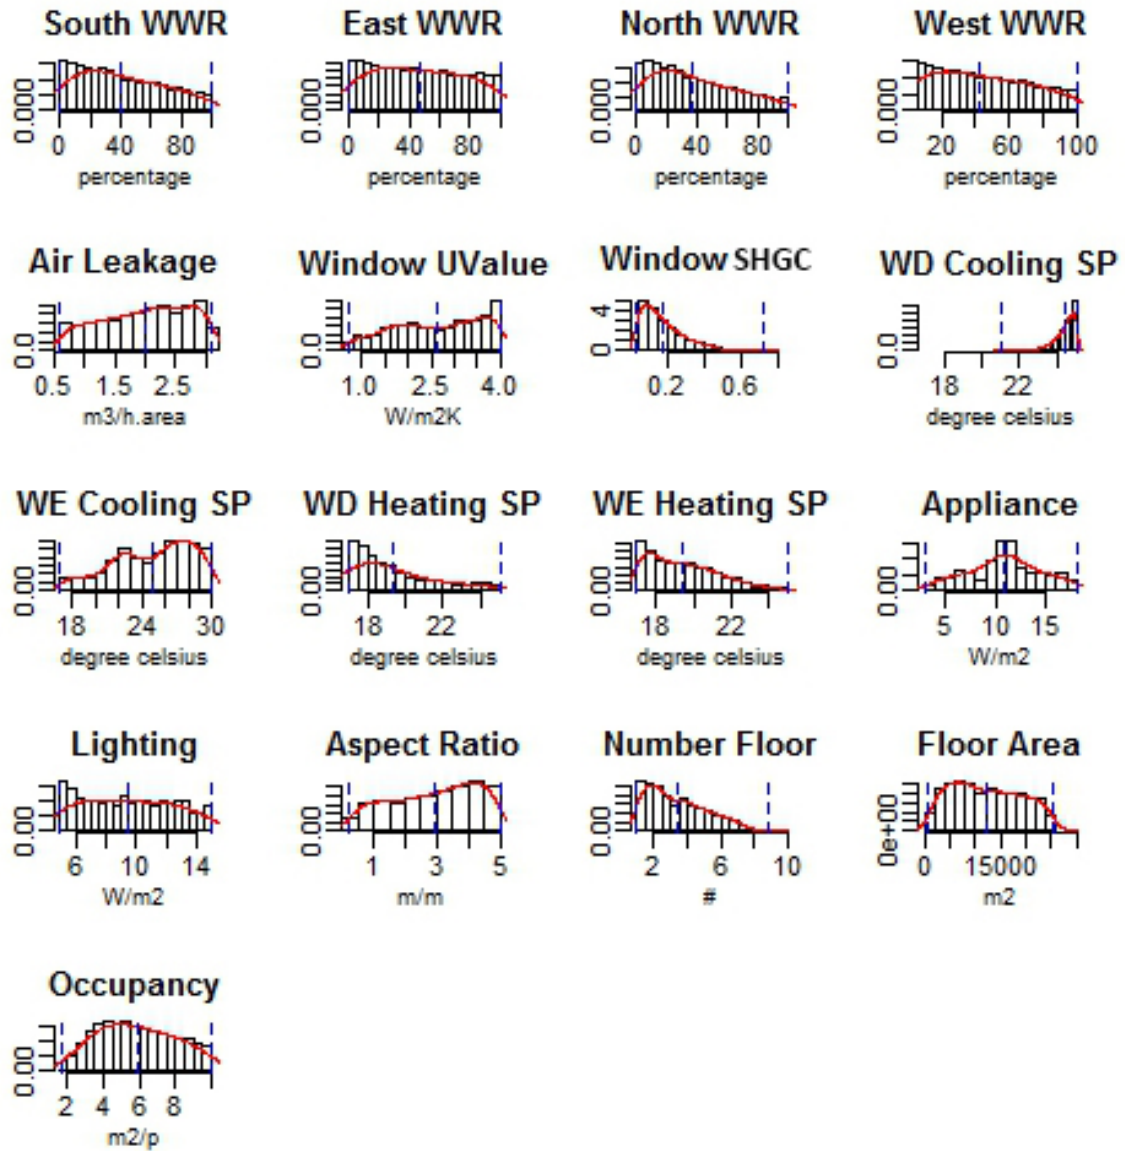 South WWR East WWR North WWR West WWR
0.000 0.000 0.000 0.000
0 40 80 0 40 80 0 40 80 20 60 100
percentage percentage percentage percentage
Air Leakage Window UValue Window SHGC WD Cooling SP
0.0 0.0 0 4 0.0
0.5 1.5 2.5 1.0 2.5 4.0 0.2 0.6 18 22
m3/h.area W/m2K degree celsius
WE Cooling SP WD Heating SP WE Heating SP Appliance
0.00 0.00 0.00 0.00
18 24 30 18 22 18 22 5 10 15
degree celsius degree celsius degree celsius W/m2
Lighting Aspect Ratio Number Floor Floor Area
0.00 0.00 0.00 0e+00
6 10 14 1 3 5 2 6 10 0 15000
W/m2 m/m # m2
Occupancy
0.00
2 4 6 8
m2/p